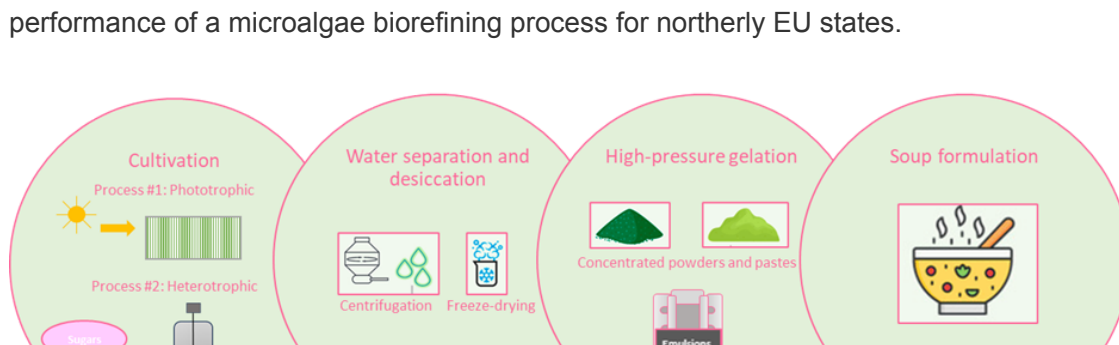 performance of a microalgae biorefining process for northerly EU states.
Cultivation
Process #1: Phototrophic
Process #2: Heterotrophic
Sugars
Water separation and
desiccation
Centrifugation
Freeze-drying
High-pressure gelation
Concentrated powders and pastes
Emulsions
Soup formulation